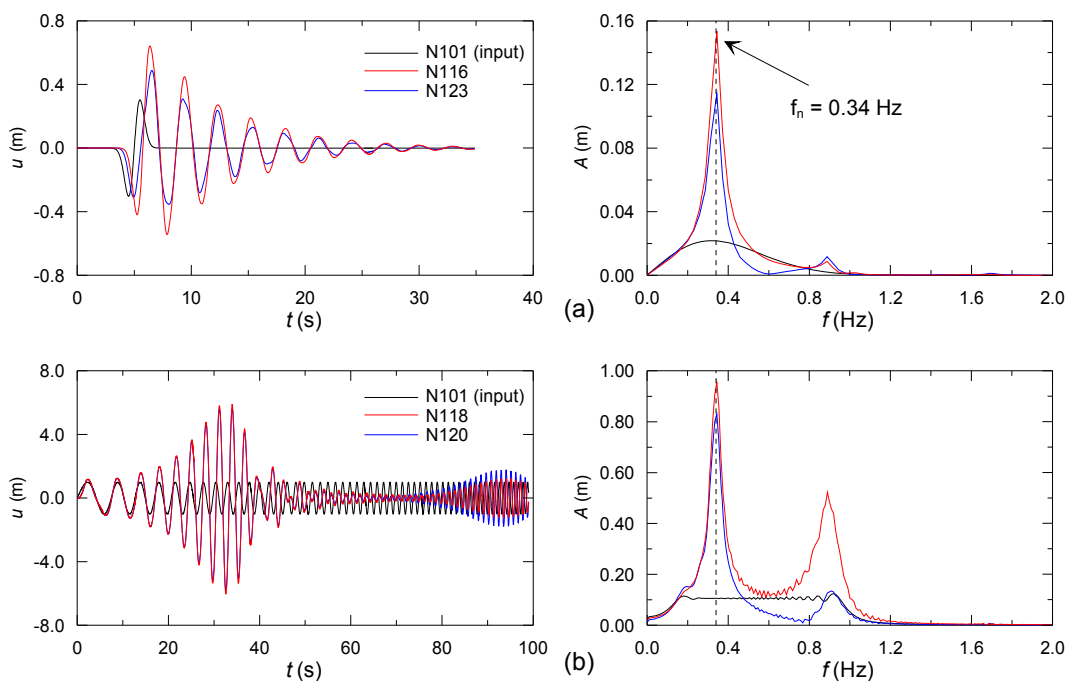 0.8
0.4
0.0
-0.4
-0.8
u (m)
N101 (input)
N116
N123
0 10 20 30 40
t (s)
0.16
0.12
0.08
0.04
0.00
A (m)
fn = 0.34 Hz
0.0 0.4 0.8 1.2 1.6 2.0
f (Hz)
(a)
8.0
4.0
0.0
-4.0
-8.0
u (m)
N101 (input)
N118
N120
0 20 40 60 80 100
t (s)
1.00
0.80
0.60
0.40
0.20
0.00
A (m)
0.0 0.4 0.8 1.2 1.6 2.0
f (Hz)
(b)